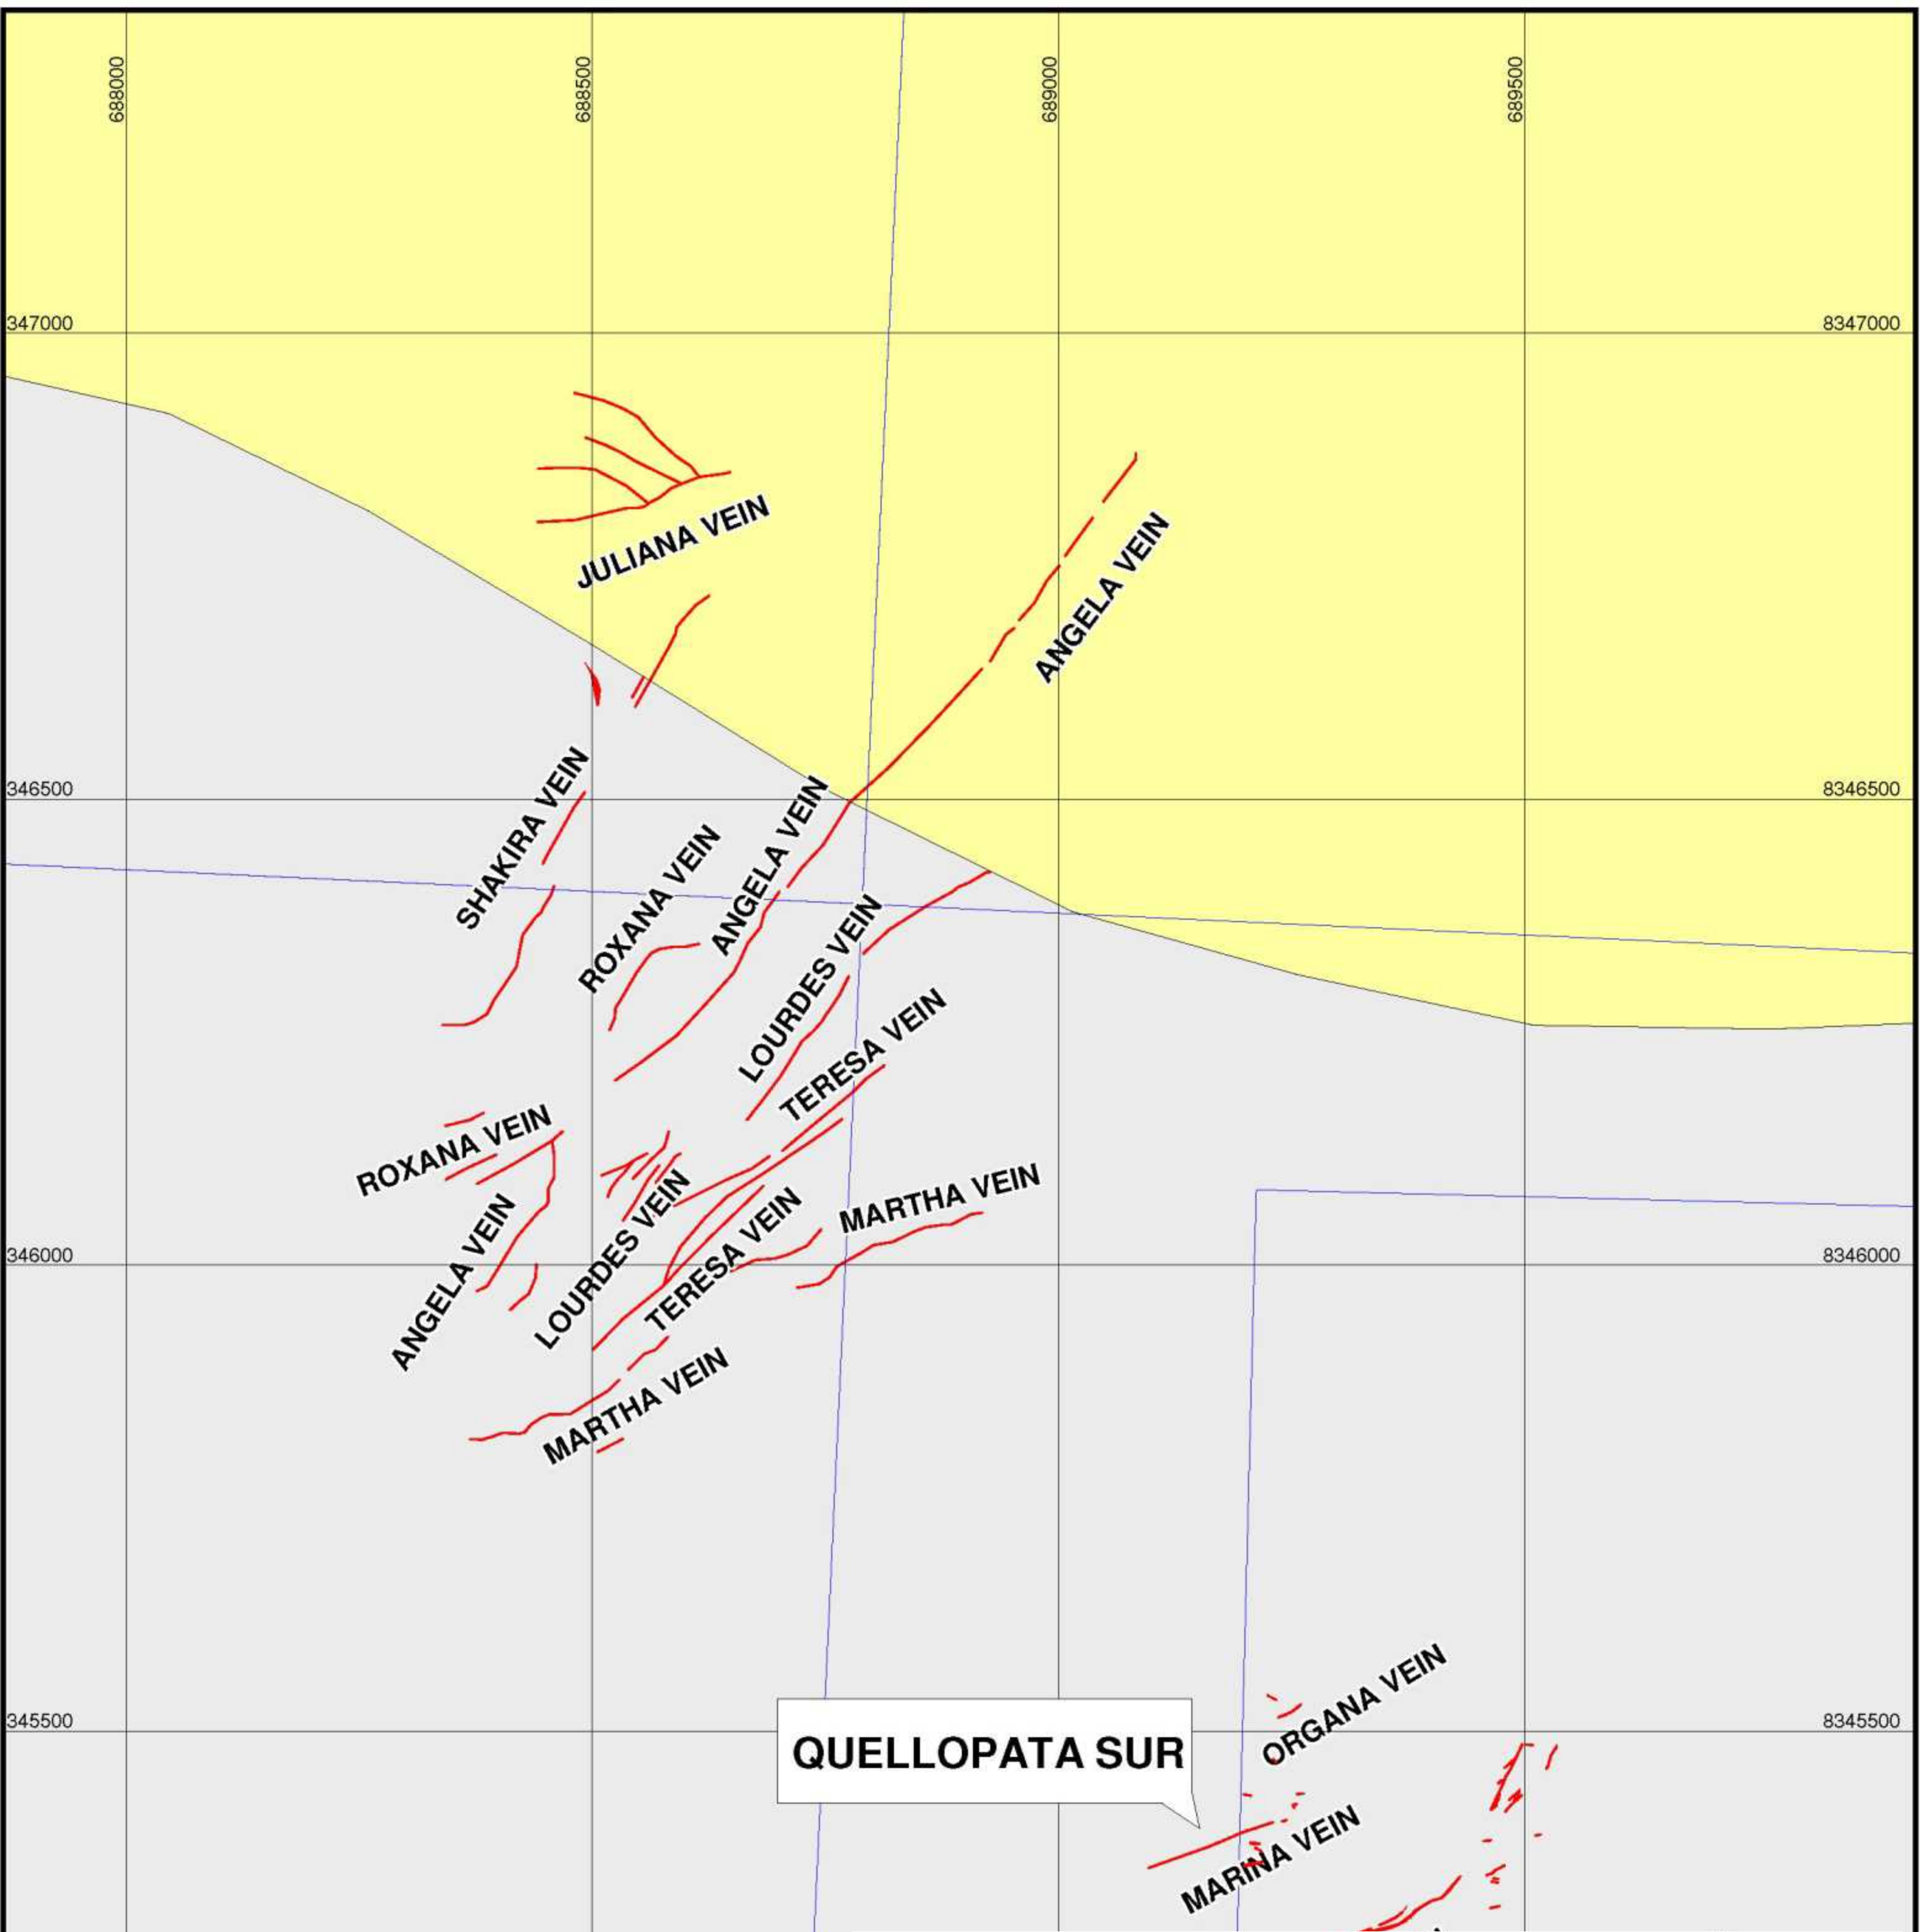 688000
688500
689000
689500
347000
8347000
JULIANA VEIN
ANGELA VEIN
346500
8346500
SHAKIRA VEIN
ROXANA VEIN
ANGELA VEIN
LOURDES VEIN
TERESA VEIN
ROXANA VEIN
MARTHA VEIN
ANGELA VEIN
LOURDES VEIN
TERESA VEIN
346000
8346000
MARTHA VEIN
ORGANA VEIN
345500
8345500
QUELLOPATA SUR
MARINA VEIN